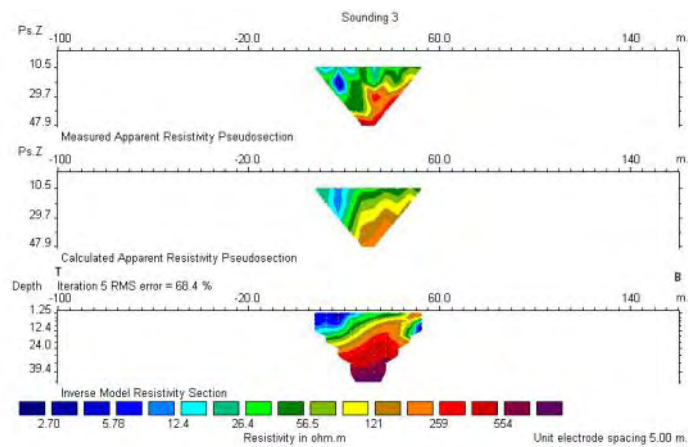 Sounding 3
Ps.Z -100 -20.0 60.0 140 m.
10.5
29.7
47.9
Measured Apparent Resistivity Pseudosection
Ps.Z -100 -20.0 60.0 140 m.
10.5
29.7
47.9
Calculated Apparent Resistivity Pseudosection
T B
Depth Iteration 5 RMS error = 68.4 %
-100 -20.0 60.0 140 m.
1.25
12.4
24.0
39.4
Inverse Model Resistivity Section
2.70 5.78 12.4 26.4 56.5 121 259 554
Resistivity in ohm.m Unit electrode spacing 5.00 m.